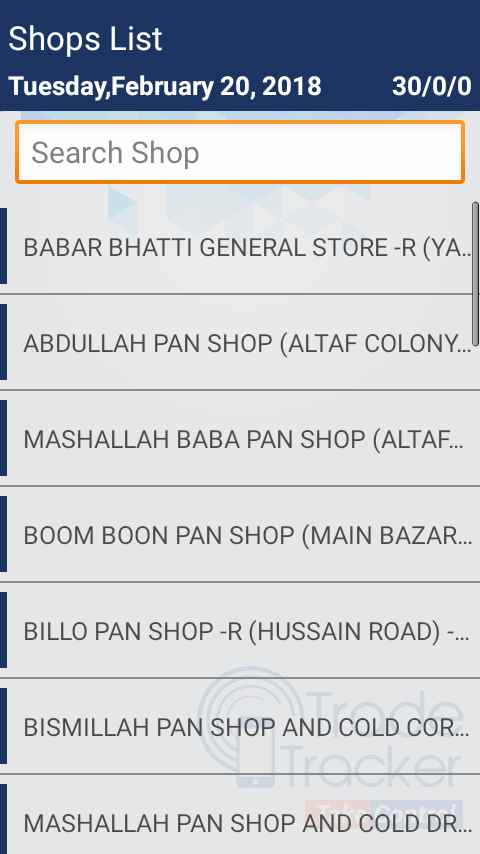 Shops List
Tuesday,February 20, 2018 30/0/0
Search Shop
BABAR BHATTI GENERAL STORE -R (YA...
ABDULLAH PAN SHOP (ALTAF COLONY...
MASHALLAH BABA PAN SHOP (ALTAF...
BOOM BOON PAN SHOP (MAIN BAZAR...
BILLO PAN SHOP -R (HUSSAIN ROAD) -...
BISMILLAH PAN SHOP AND COLD COR...
Trade
Tracker
Take Control
MASHALLAH PAN SHOP AND COLD DR...